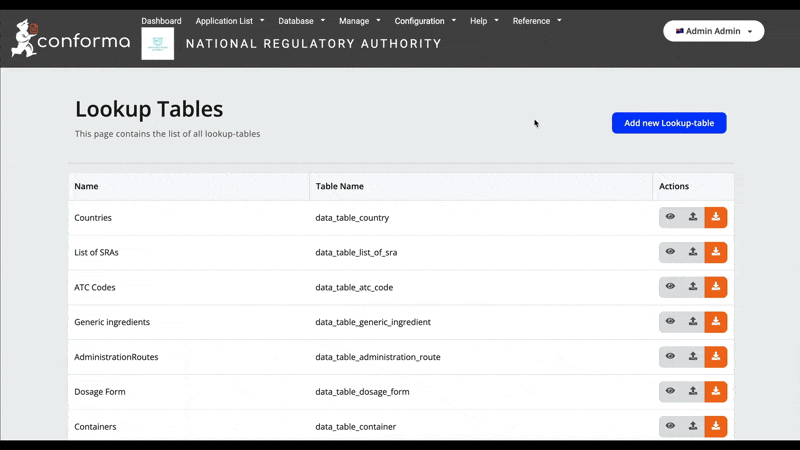 Dashboard Application List Database Manage Configuration Help Reference
Admin Admin
conforma
NATIONAL REGULATORY AUTHORITY
Lookup Tables
This page contains the list of all lookup-tables
Add new Lookup-table
Name Table Name Actions
Countries data_table_country
List of SRAs data_table_list_of_sra
ATC Codes data_table_atc_code
Generic ingredients data_table_generic_ingredient
AdministrationRoutes data_table_administration_route
Dosage Form data_table_dosage_form
Containers data_table_container